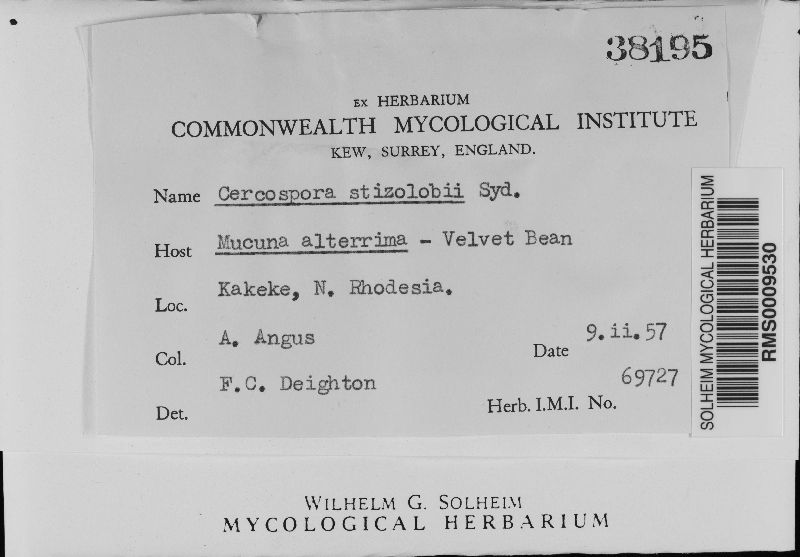 38195
EX HERBARIUM
COMMONWEALTH MYCOLOGICAL INSTITUTE
KEW, SURREY, ENGLAND.
Name Cercospora stizolobii Syd.
Host Mucuna alterrima - Velvet Bean
Loc. Kakeke, N. Rhodesia.
Col. A. Angus Date 9.ii.57
Det. F.C. Deighton Herb. I.M.I. No. 69727
SOLHEIM MYCOLOGICAL HERBARIUM
RMS0009530
WILHELM G. SOLHEIM
MYCOLOGICAL HERBARIUM